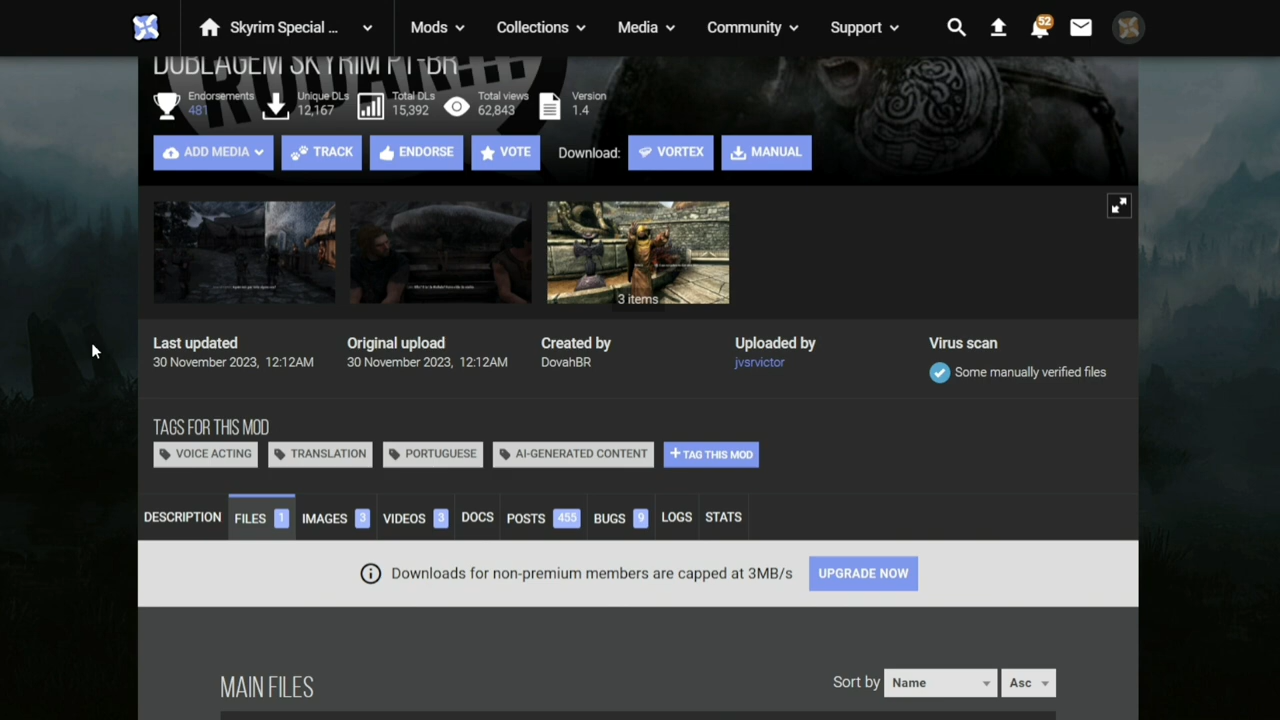 Skyrim Special ...
Mods
Collections
Media
Community
Support
52
DUBLAGEM SKYRIM PT-BR
Endorsements
481
Unique DLs
12,167
Total DLs
15,392
Total views
62,843
Version
1.4
ADD MEDIA
TRACK
ENDORSE
VOTE
Download:
VORTEX
MANUAL
3 items
Last updated
30 November 2023, 12:12AM
Original upload
30 November 2023, 12:12AM
Created by
DovahBR
Uploaded by
jvsrvictor
Virus scan
Some manually verified files
TAGS FOR THIS MOD
VOICE ACTING
TRANSLATION
PORTUGUESE
AI-GENERATED CONTENT
+ TAG THIS MOD
DESCRIPTION
FILES 1
IMAGES 3
VIDEOS 3
DOCS
POSTS 455
BUGS 9
LOGS
STATS
Downloads for non-premium members are capped at 3MB/s
UPGRADE NOW
MAIN FILES
Sort by
Name
Asc